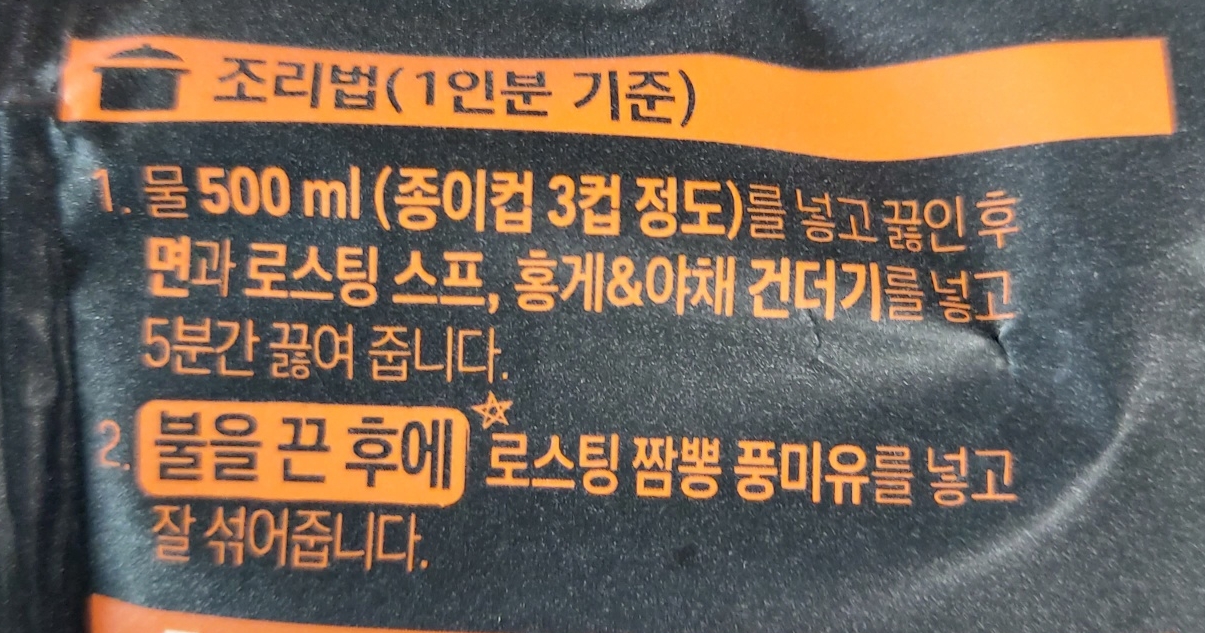 조리법(1인분 기준)
1. 물 500 ml (종이컵 3컵 정도)를 넣고 끓인 후
면과 로스팅 스프, 홍게&야채 건더기를 넣고
5분간 끓여 줍니다.
2. 불을 끈 후에 로스팅 짬뽕 풍미유를 넣고
잘 섞어줍니다.